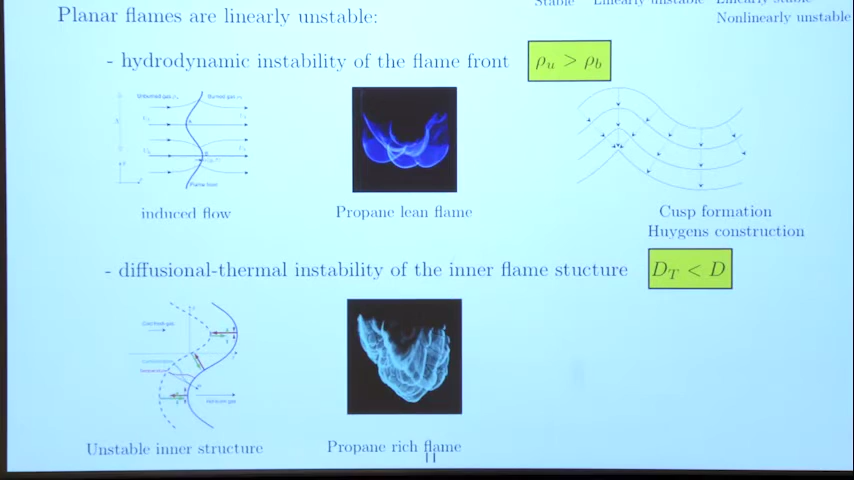 Stable Linearly unstable Linearly stable
Nonlinearly unstable
Planar flames are linearly unstable:
- hydrodynamic instability of the flame front ρu > ρb
induced flow
Propane lean flame
Cusp formation
Huygens construction
- diffusional-thermal instability of the inner flame stucture DT < D
Unstable inner structure
Propane rich flame
11